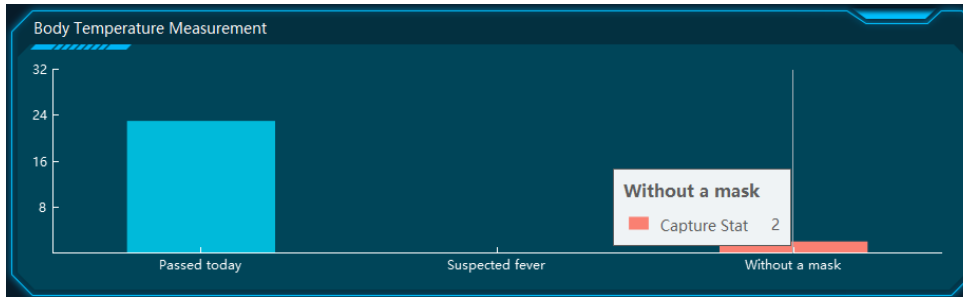 Body Temperature Measurement
32
24
16
8
Without a mask
Capture Stat 2
Passed today
Suspected fever
Without a mask